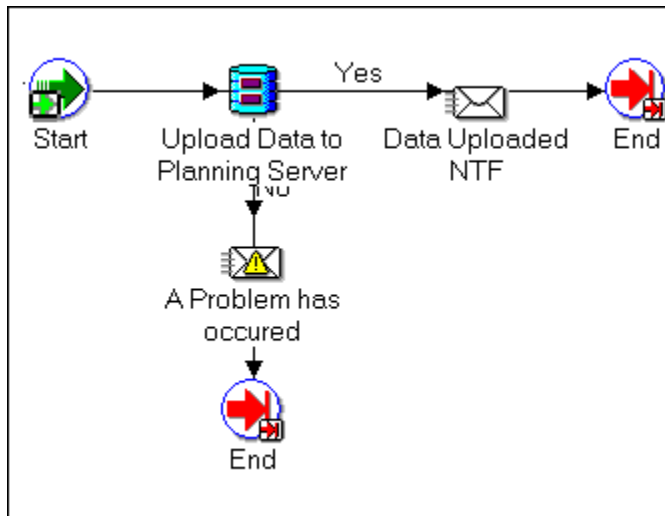 Yes
Start
Upload Data to
Planning Server
Data Uploaded
NTF
End
A Problem has
occured
End